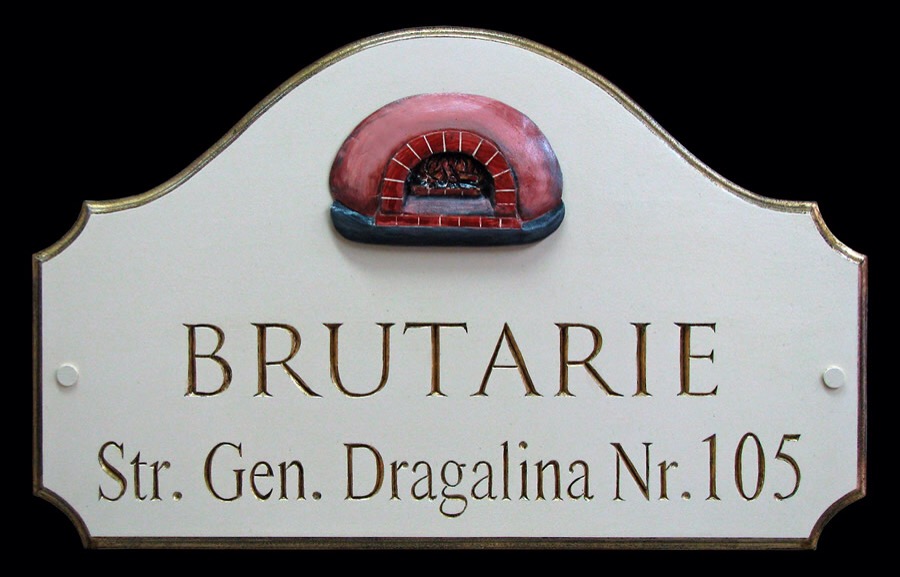 BRUTARIE
Str. Gen. Dragalina Nr.105